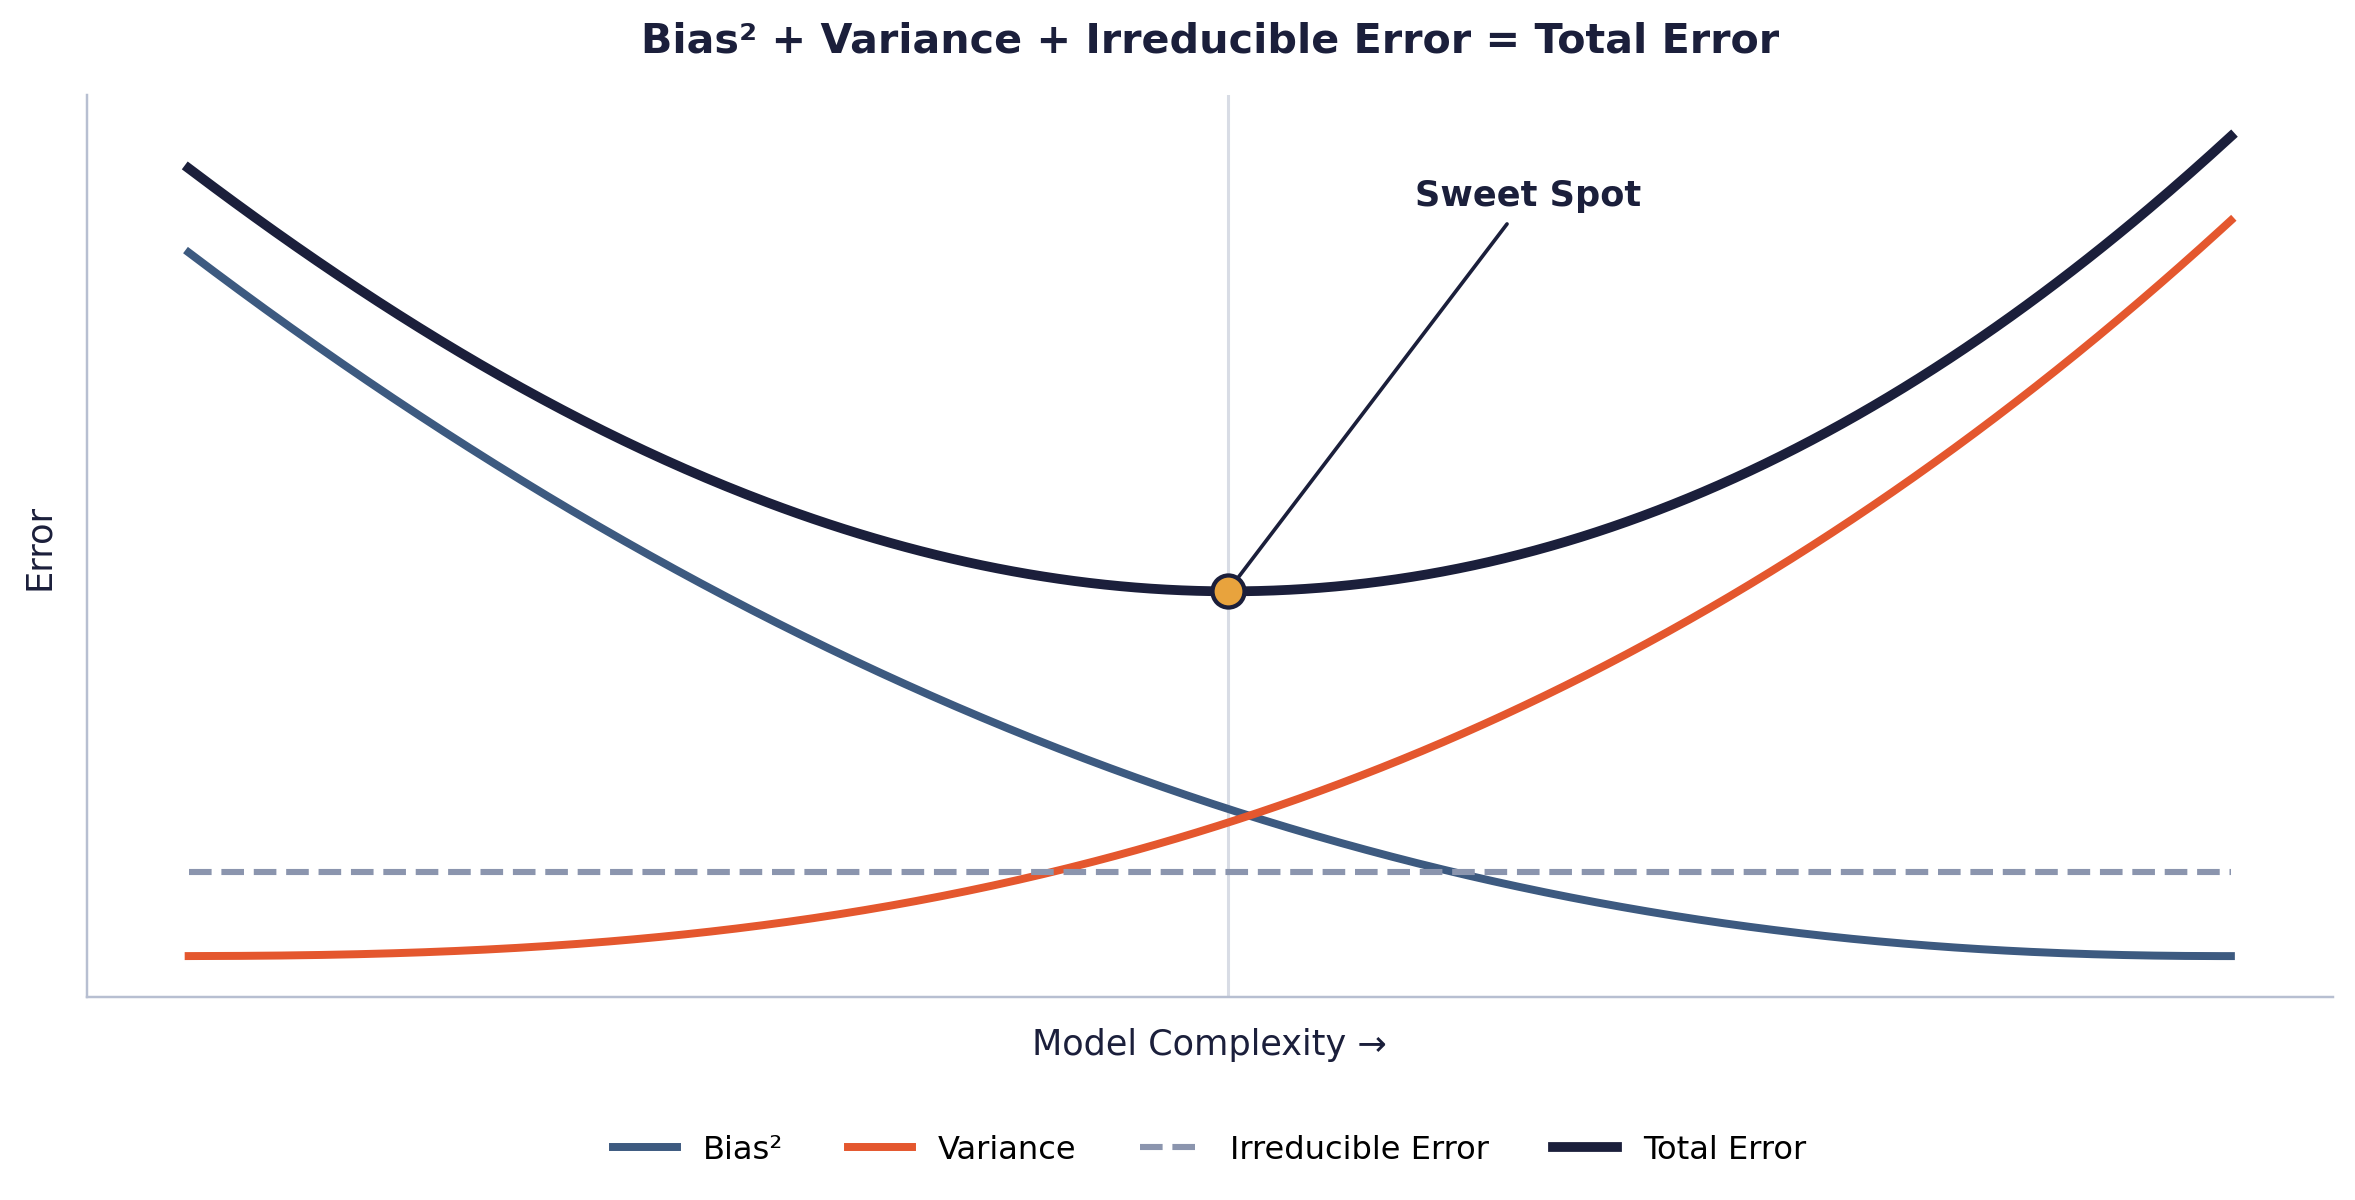 Bias² + Variance + Irreducible Error = Total Error
Sweet Spot
Error
Model Complexity →
Bias²
Variance
Irreducible Error
Total Error